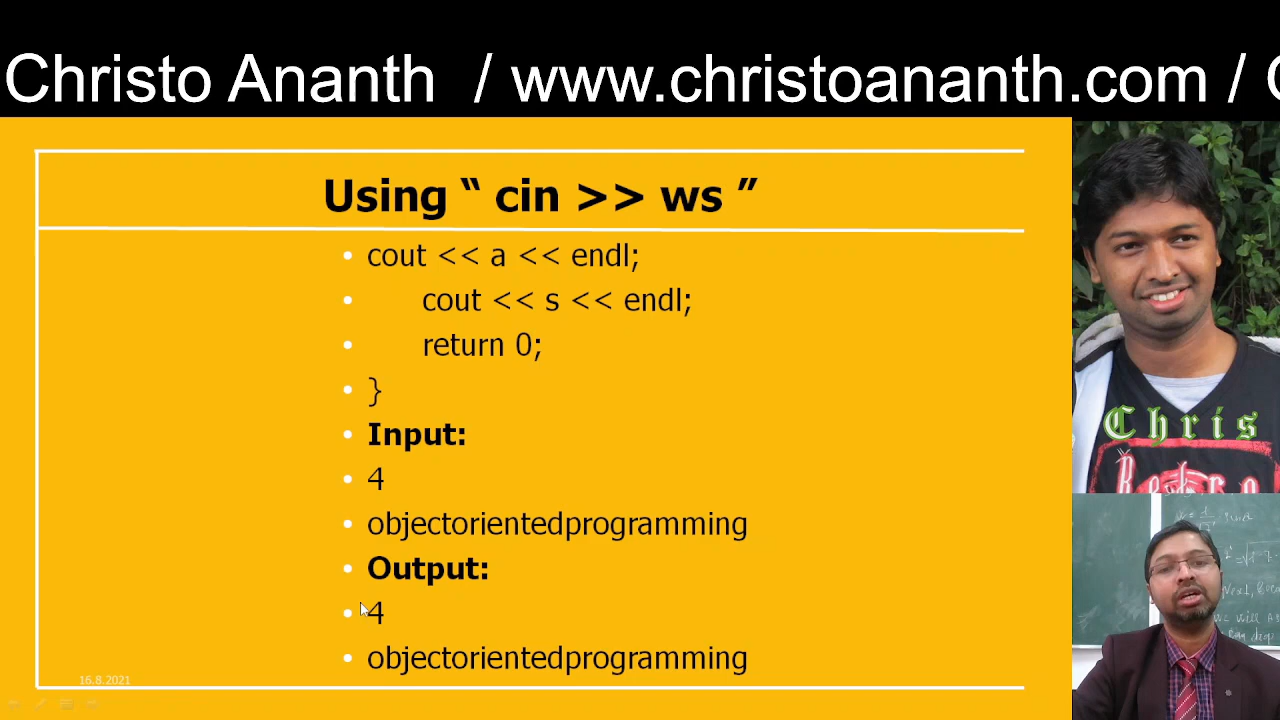 Christo Ananth / www.christoananth.com /
Using “ cin >> ws ”
cout << a << endl;
cout << s << endl;
return 0;
}
Input:
4
objectorientedprogramming
Output:
4
objectorientedprogramming
16.8.2021
Chris